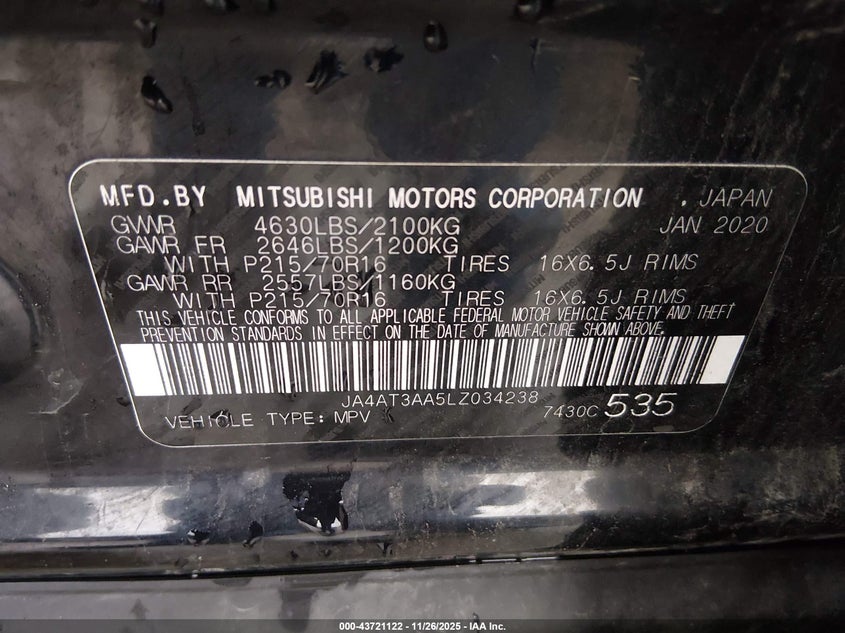 MFD.BY MITSUBISHI MOTORS CORPORATION .JAPAN
GVWR 4630LBS/2100KG JAN 2020
GAWR FR 2646LBS/1200KG
WITH P215/70R16 TIRES 16X6.5J RIMS
GAWR RR 2557LBS/1160KG
WITH P215/70R16 TIRES 16X6.5J RIMS
THIS VEHICLE CONFORMS TO ALL APPLICABLE FEDERAL MOTOR VEHICLE SAFETY AND THEFT
PREVENTION STANDARDS IN EFFECT ON THE DATE OF MANUFACTURE SHOWN ABOVE.
JA4AT3AA5LZ034238
VEHICLE TYPE: MPV 7430C 535
000-43721122 - 11/26/2025 - IAA Inc.